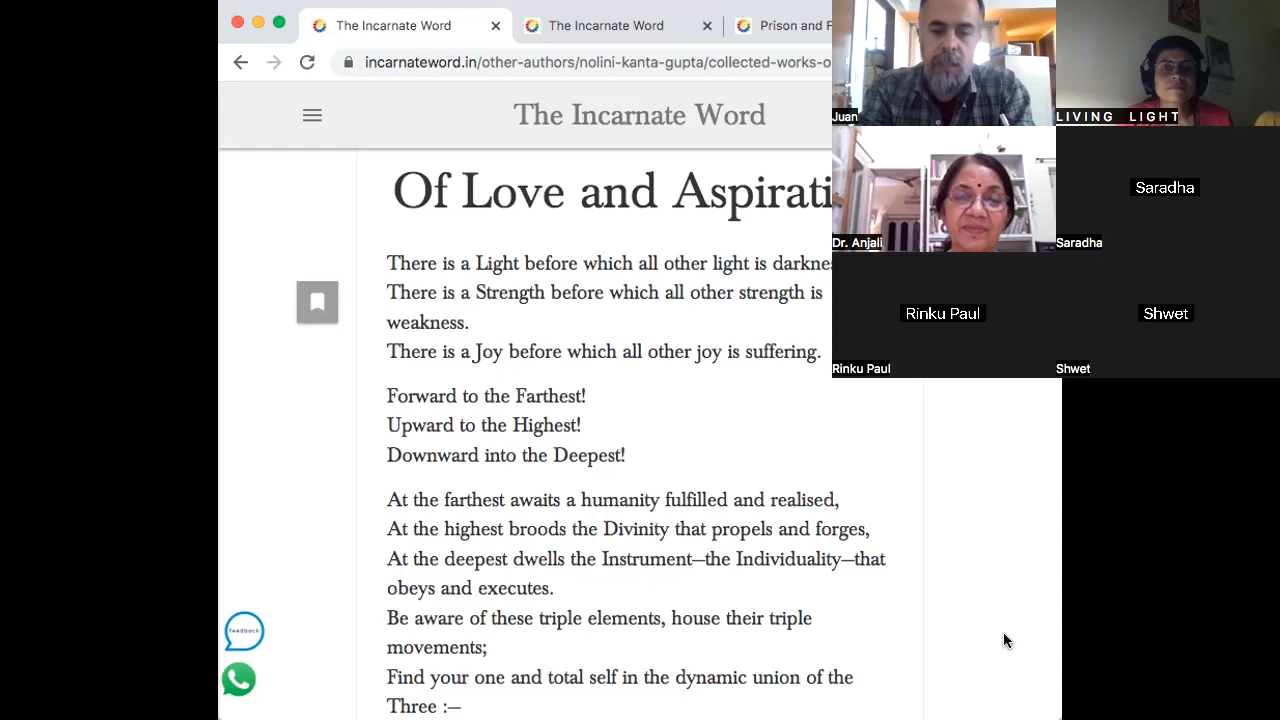 The Incarnate Word
The Incarnate Word
Prison and F
incarnateword.in/other-authors/nolini-kanta-gupta/collected-works-o
The Incarnate Word
Of Love and Aspirati
There is a Light before which all other light is darkne
There is a Strength before which all other strength is
weakness.
There is a Joy before which all other joy is suffering.
Forward to the Farthest!
Upward to the Highest!
Downward into the Deepest!
At the farthest awaits a humanity fulfilled and realised,
At the highest broods the Divinity that propels and forges,
At the deepest dwells the Instrument—the Individuality—that
obeys and executes.
Be aware of these triple elements, house their triple
movements;
Find your one and total self in the dynamic union of the
Three :—
feedback
Juan
LIVING LIGHT
Dr. Anjali
Saradha
Saradha
Rinku Paul
Shwet
Rinku Paul
Shwet